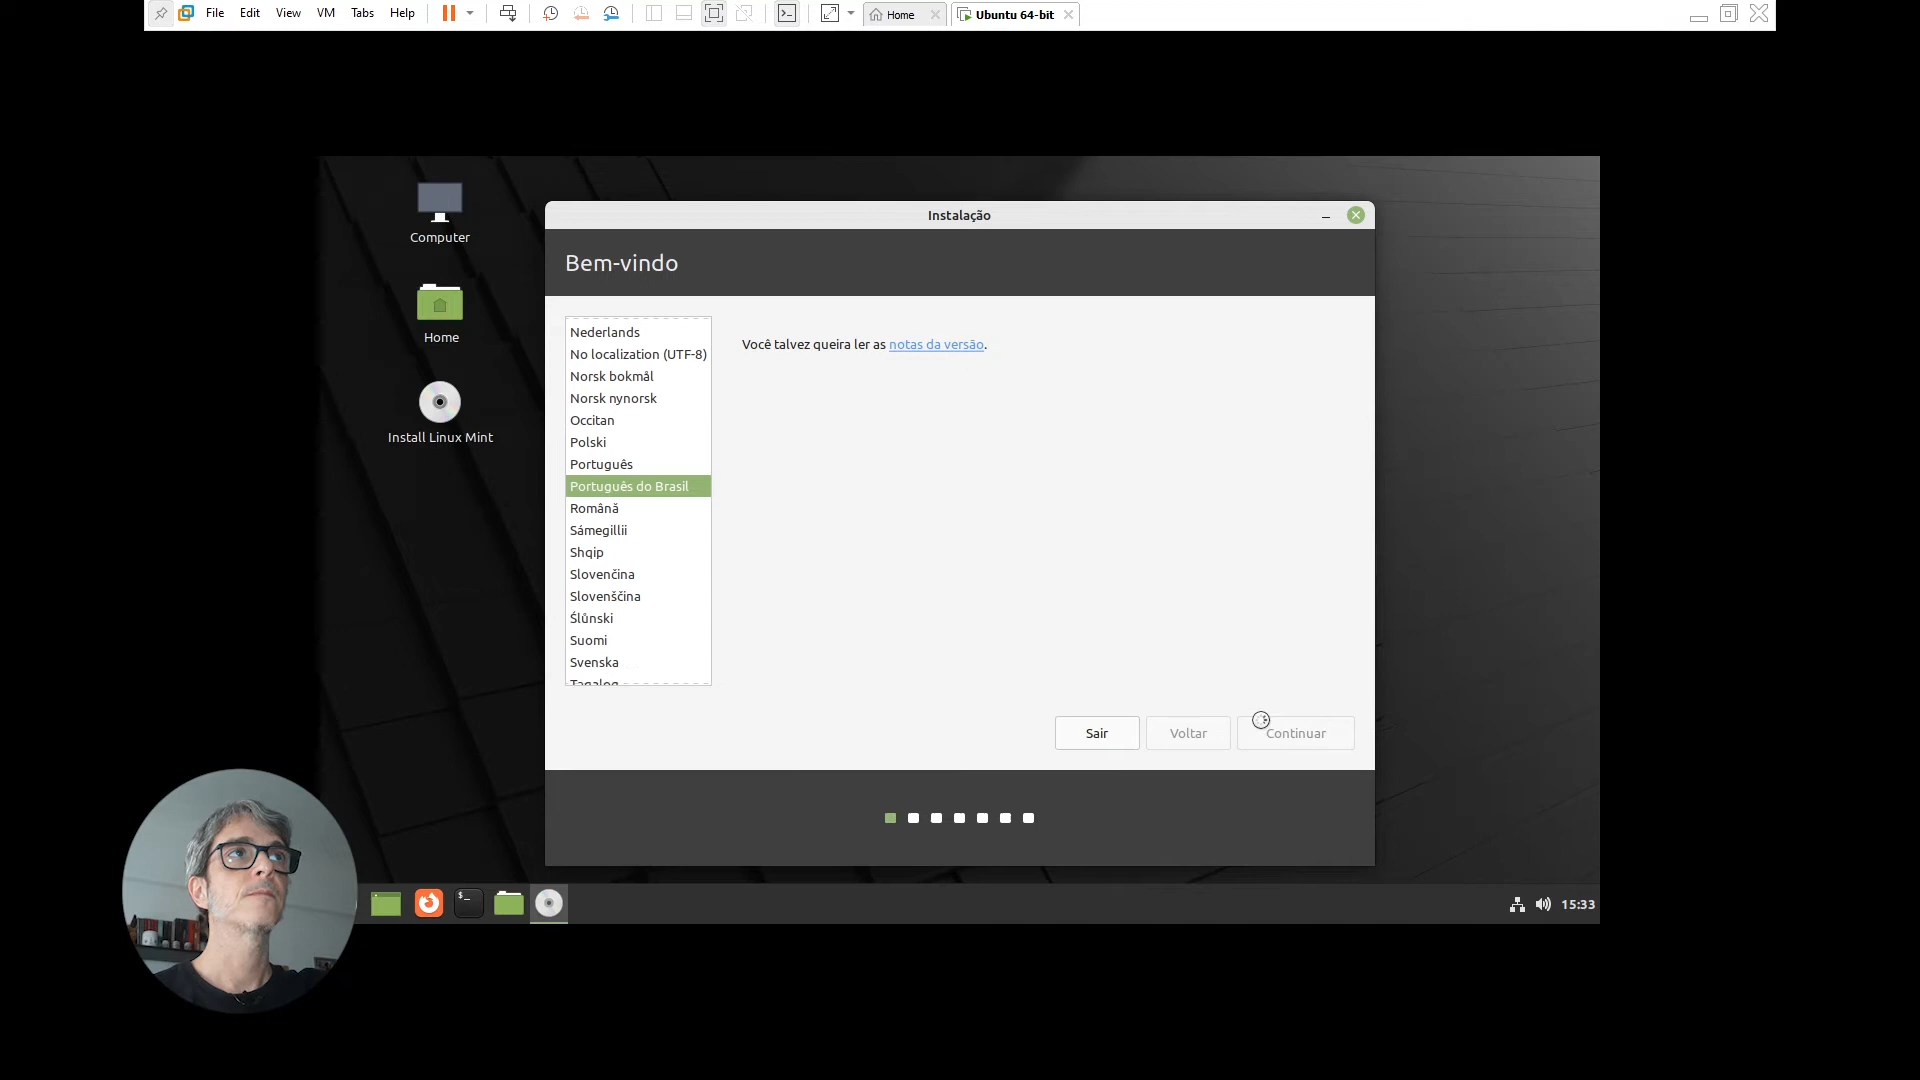 File Edit View VM Tabs Help Home Ubuntu 64-bit
Computer
Home
Install Linux Mint
Instalação
Bem-vindo
Nederlands
No localization (UTF-8)
Norsk bokmål
Norsk nynorsk
Occitan
Polski
Português
Português do Brasil
Română
Sámegillii
Shqip
Slovenčina
Slovenščina
Ślůnski
Suomi
Svenska
Tagalog
Você talvez queira ler as notas da versão.
Sair Voltar Continuar
15:33